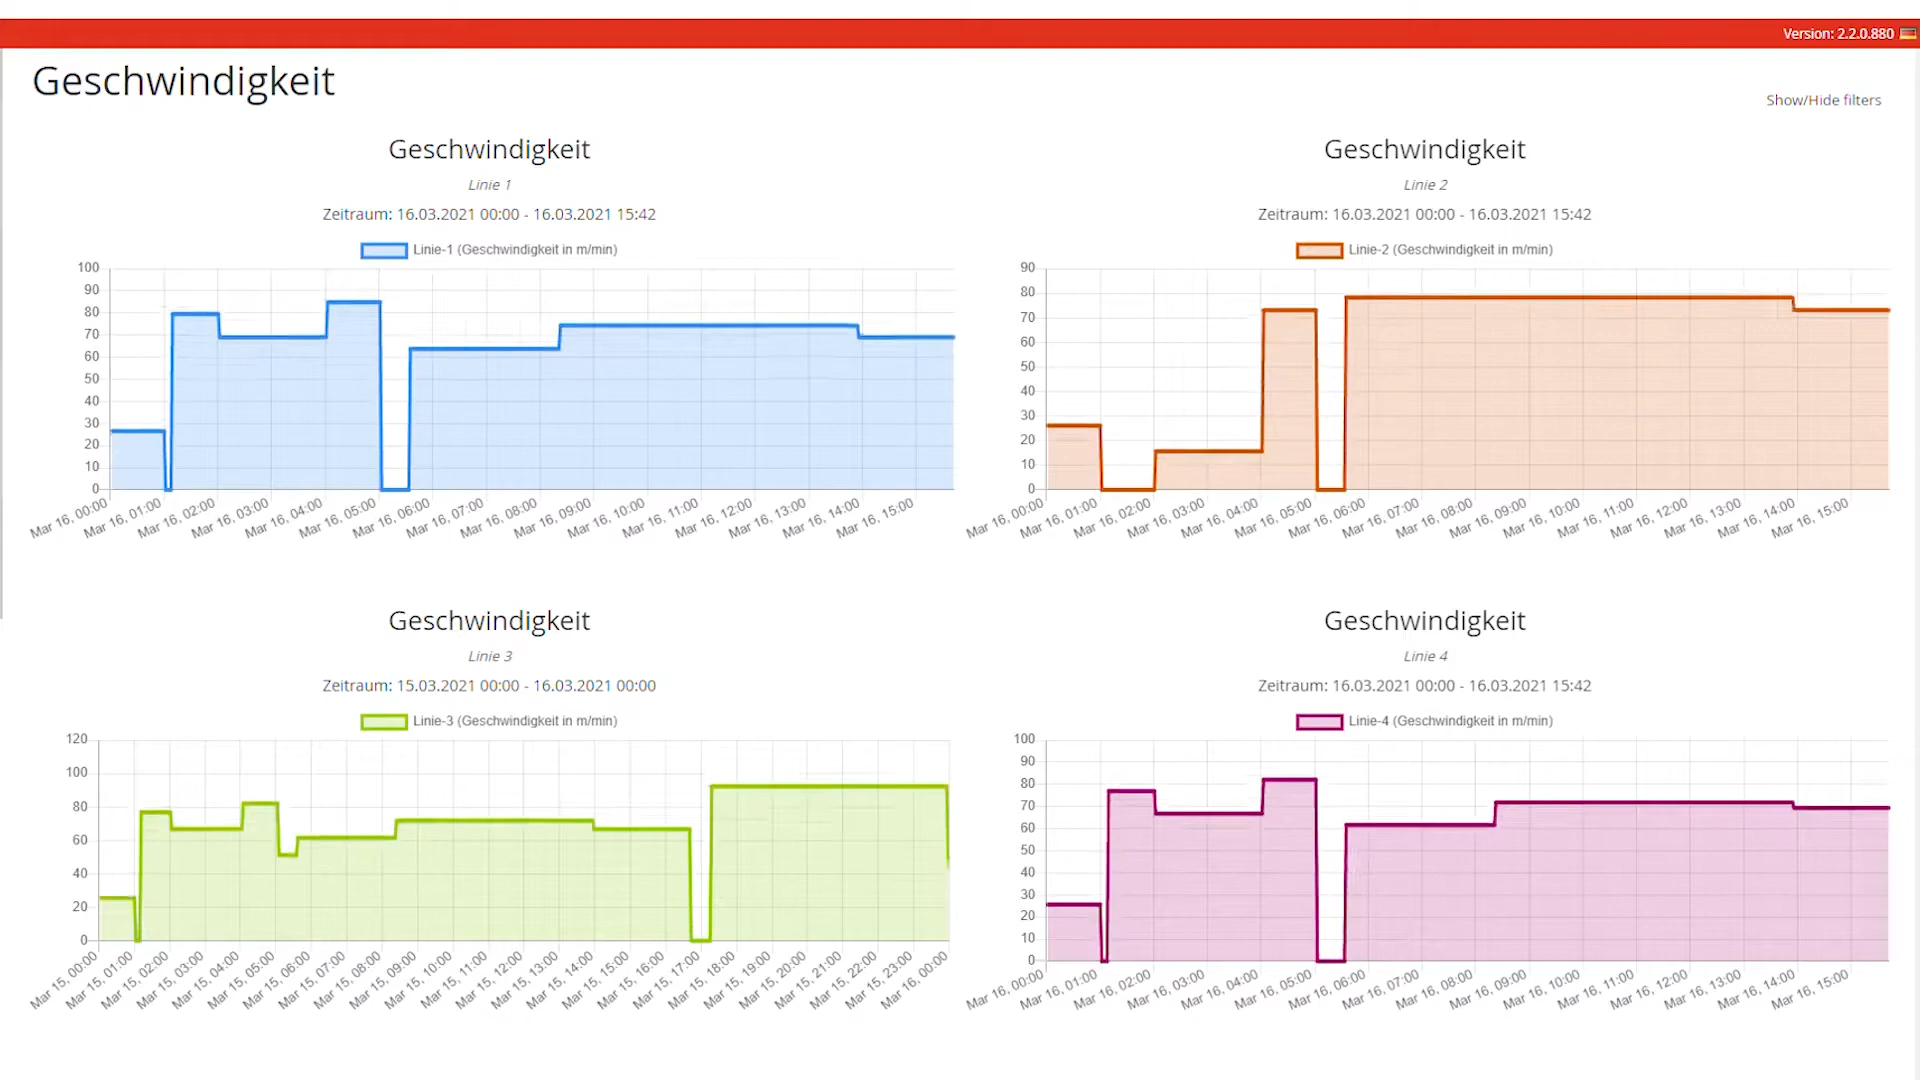 Version: 2.2.0.880
Geschwindigkeit
Show/Hide filters
Geschwindigkeit
Linie 1
Zeitraum: 16.03.2021 00:00 - 16.03.2021 15:42
Linie-1 (Geschwindigkeit in m/min)
100
90
80
70
60
50
40
30
20
10
0
Mar 16, 00:00
Mar 16, 01:00
Mar 16, 02:00
Mar 16, 03:00
Mar 16, 04:00
Mar 16, 05:00
Mar 16, 06:00
Mar 16, 07:00
Mar 16, 08:00
Mar 16, 09:00
Mar 16, 10:00
Mar 16, 11:00
Mar 16, 12:00
Mar 16, 13:00
Mar 16, 14:00
Mar 16, 15:00
Geschwindigkeit
Linie 2
Zeitraum: 16.03.2021 00:00 - 16.03.2021 15:42
Linie-2 (Geschwindigkeit in m/min)
90
80
70
60
50
40
30
20
10
0
Mar 16, 00:00
Mar 16, 01:00
Mar 16, 02:00
Mar 16, 03:00
Mar 16, 04:00
Mar 16, 05:00
Mar 16, 06:00
Mar 16, 07:00
Mar 16, 08:00
Mar 16, 09:00
Mar 16, 10:00
Mar 16, 11:00
Mar 16, 12:00
Mar 16, 13:00
Mar 16, 14:00
Mar 16, 15:00
Geschwindigkeit
Linie 3
Zeitraum: 15.03.2021 00:00 - 16.03.2021 00:00
Linie-3 (Geschwindigkeit in m/min)
120
100
80
60
40
20
0
Mar 15, 00:00
Mar 15, 01:00
Mar 15, 02:00
Mar 15, 03:00
Mar 15, 04:00
Mar 15, 05:00
Mar 15, 06:00
Mar 15, 07:00
Mar 15, 08:00
Mar 15, 09:00
Mar 15, 10:00
Mar 15, 11:00
Mar 15, 12:00
Mar 15, 13:00
Mar 15, 14:00
Mar 15, 15:00
Mar 15, 16:00
Mar 15, 17:00
Mar 15, 18:00
Mar 15, 19:00
Mar 15, 20:00
Mar 15, 21:00
Mar 15, 22:00
Mar 15, 23:00
Mar 16, 00:00
Geschwindigkeit
Linie 4
Zeitraum: 16.03.2021 00:00 - 16.03.2021 15:42
Linie-4 (Geschwindigkeit in m/min)
100
90
80
70
60
50
40
30
20
10
0
Mar 16, 00:00
Mar 16, 01:00
Mar 16, 02:00
Mar 16, 03:00
Mar 16, 04:00
Mar 16, 05:00
Mar 16, 06:00
Mar 16, 07:00
Mar 16, 08:00
Mar 16, 09:00
Mar 16, 10:00
Mar 16, 11:00
Mar 16, 12:00
Mar 16, 13:00
Mar 16, 14:00
Mar 16, 15:00